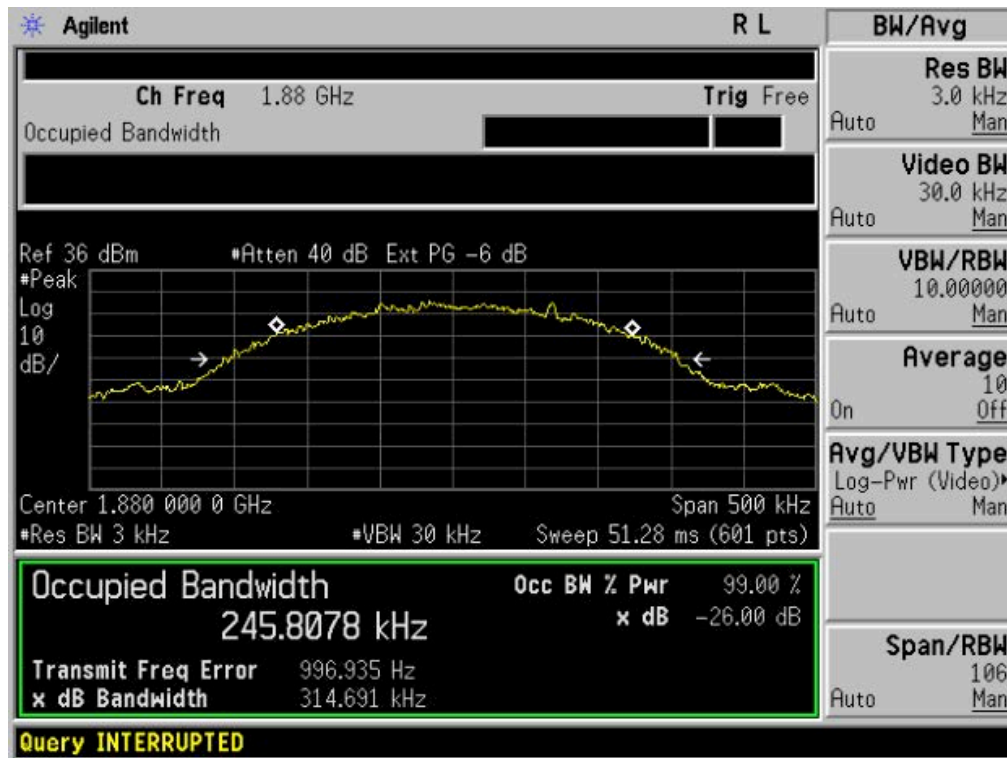 Agilent
R L
Ch Freq 1.88 GHz
Trig Free
Occupied Bandwidth
Ref 36 dBm #Atten 40 dB Ext PG -6 dB
#Peak
Log
10
dB/
Center 1.880 000 0 GHz Span 500 kHz
#Res BW 3 kHz #VBW 30 kHz Sweep 51.28 ms (601 pts)
Occupied Bandwidth
245.8078 kHz
Occ BW % Pwr 99.00 %
x dB -26.00 dB
Transmit Freq Error 996.935 Hz
x dB Bandwidth 314.691 kHz
Query INTERRUPTED
BW/Avg
Res BW
3.0 kHz
Auto Man
Video BW
30.0 kHz
Auto Man
VBW/RBW
10.00000
Auto Man
Average
10
On Off
Avg/VBW Type
Log-Pwr (Video)
Auto Man
Span/RBW
106
Auto Man